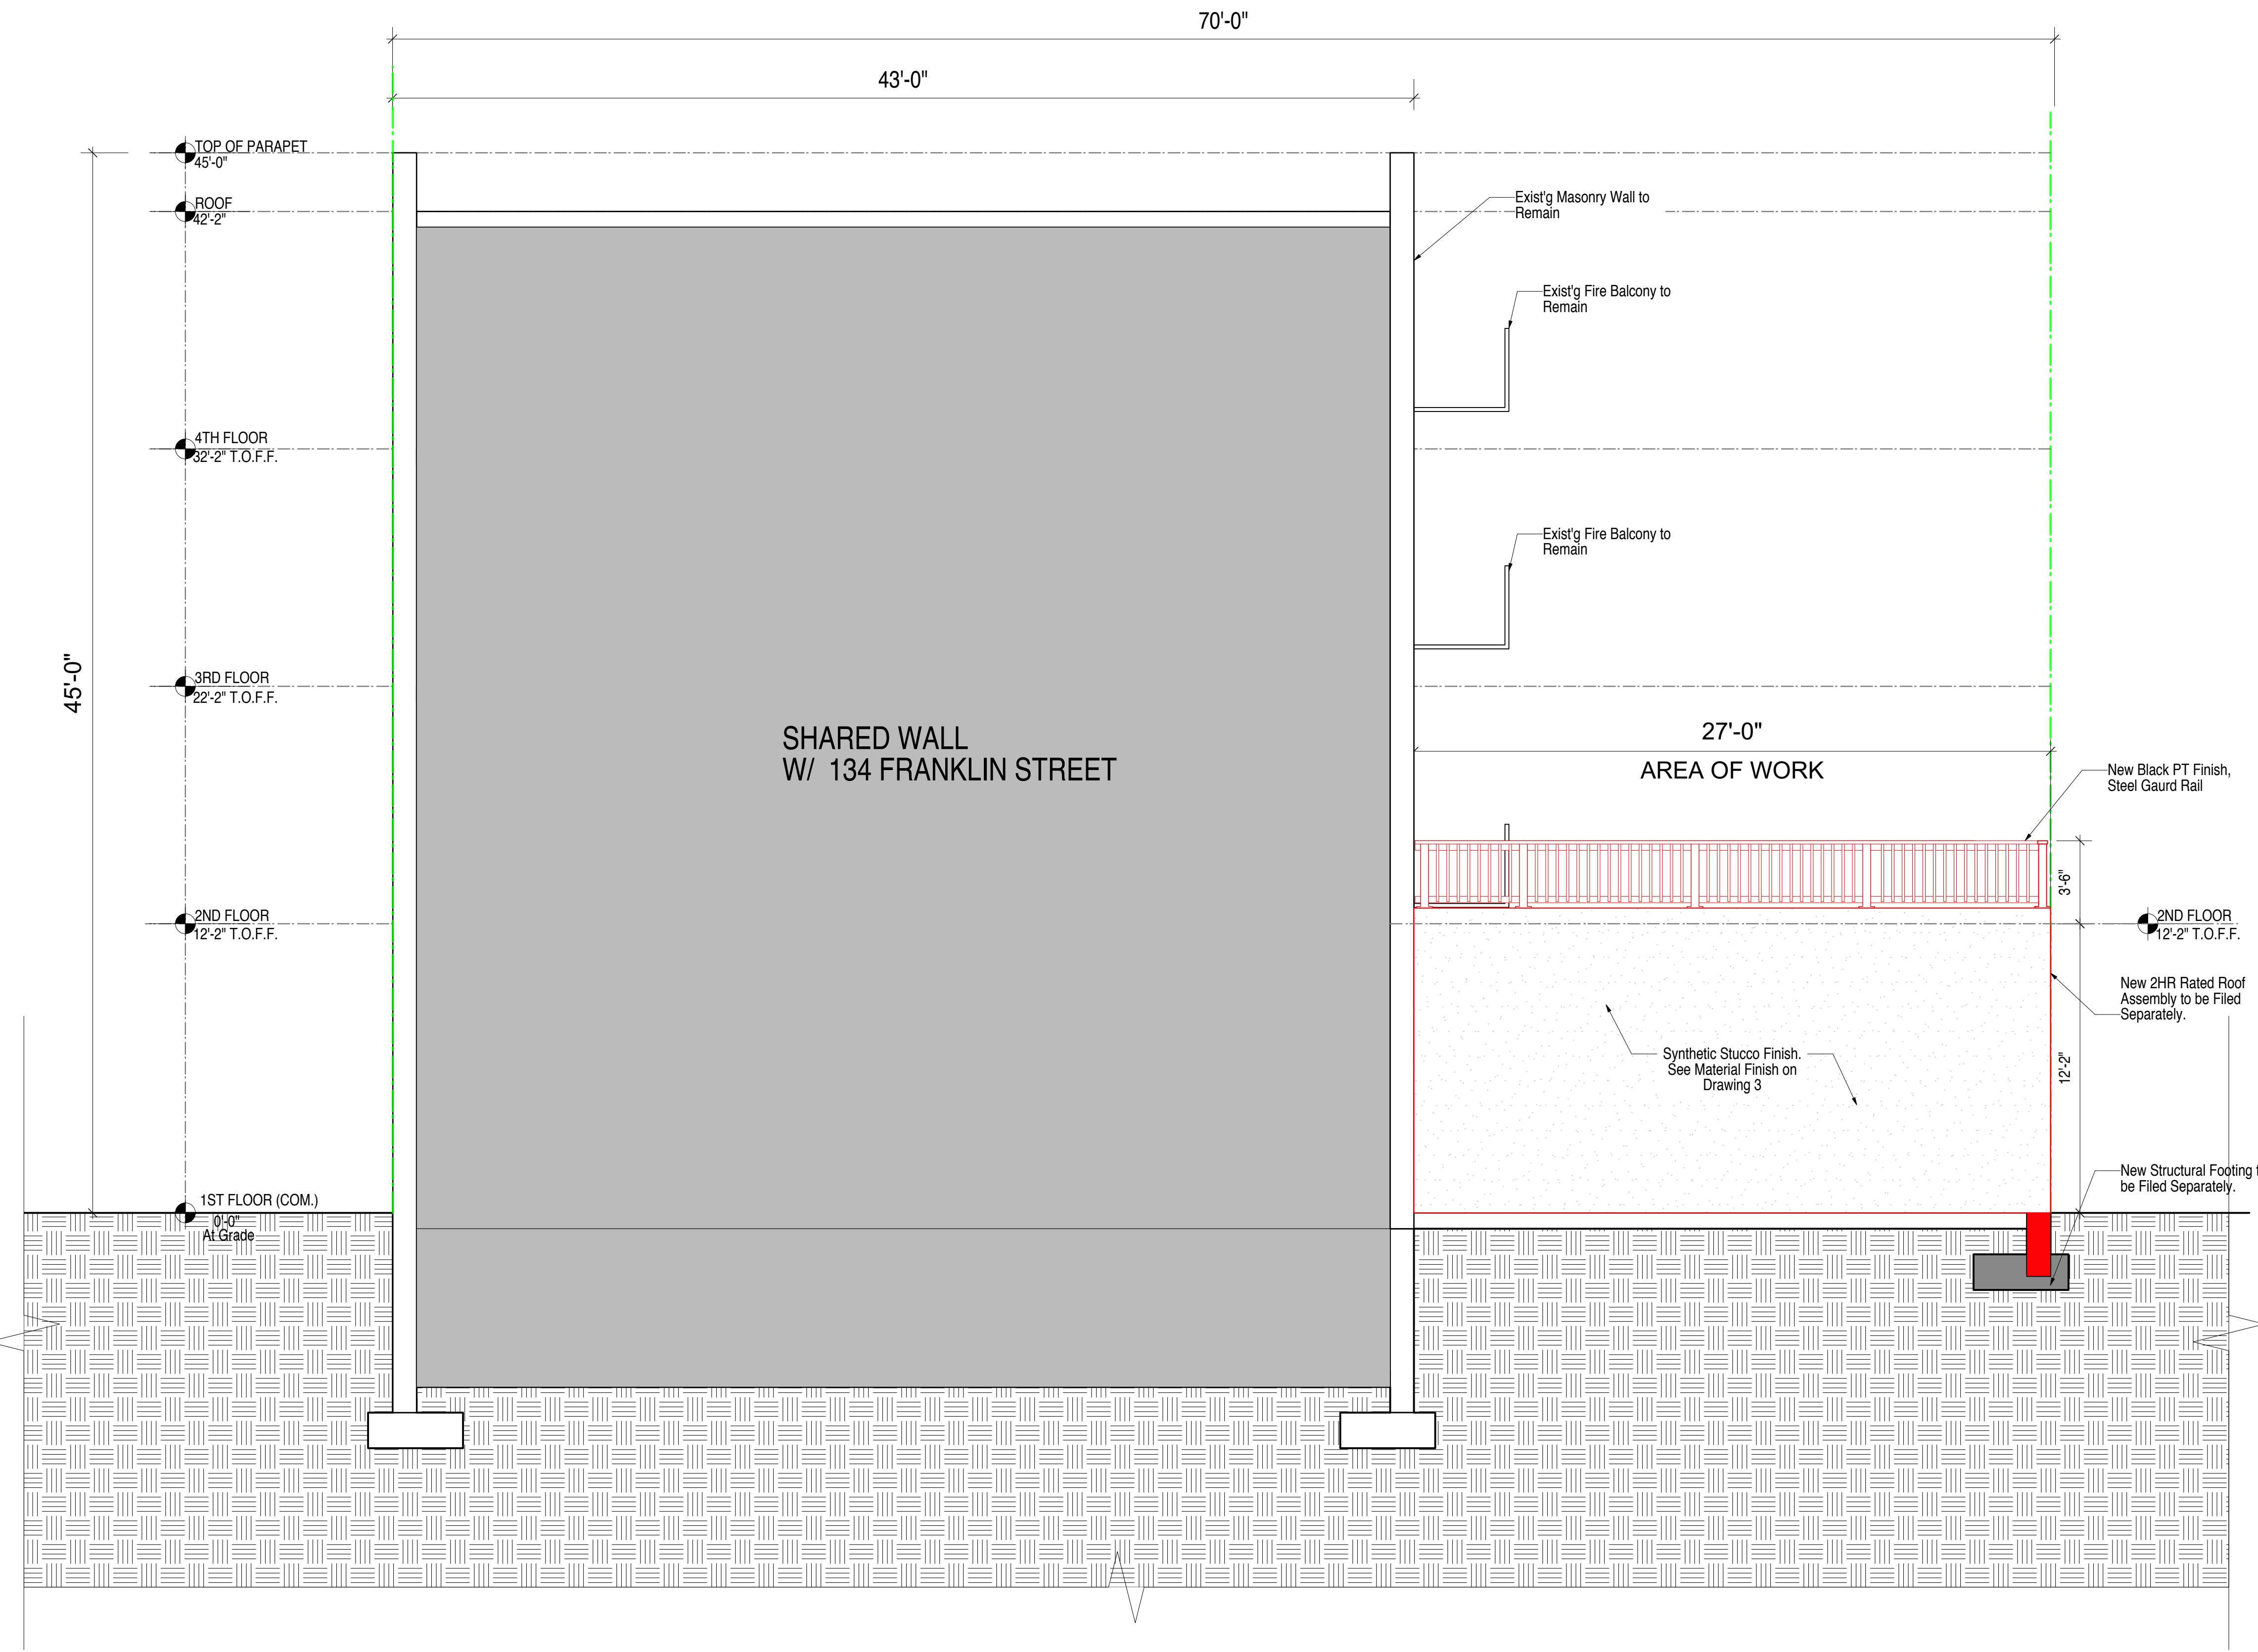 70'-0"
43'-0"
TOP OF PARAPET
45'-0"
ROOF
42'-2"
Exist'g Masonry Wall to
Remain
Exist'g Fire Balcony to
Remain
4TH FLOOR
32'-2" T.O.F.F.
Exist'g Fire Balcony to
Remain
45'-0"
3RD FLOOR
22'-2" T.O.F.F.
SHARED WALL
W/ 134 FRANKLIN STREET
27'-0"
AREA OF WORK
New Black PT Finish,
Steel Gaurd Rail
3'-6"
2ND FLOOR
12'-2" T.O.F.F.
2ND FLOOR
12'-2" T.O.F.F.
New 2HR Rated Roof
Assembly to be Filed
Separately.
Synthetic Stucco Finish.
See Material Finish on
Drawing 3
12'-2"
New Structural Footing t
be Filed Separately.
1ST FLOOR (COM.)
0'-0"
At Grade